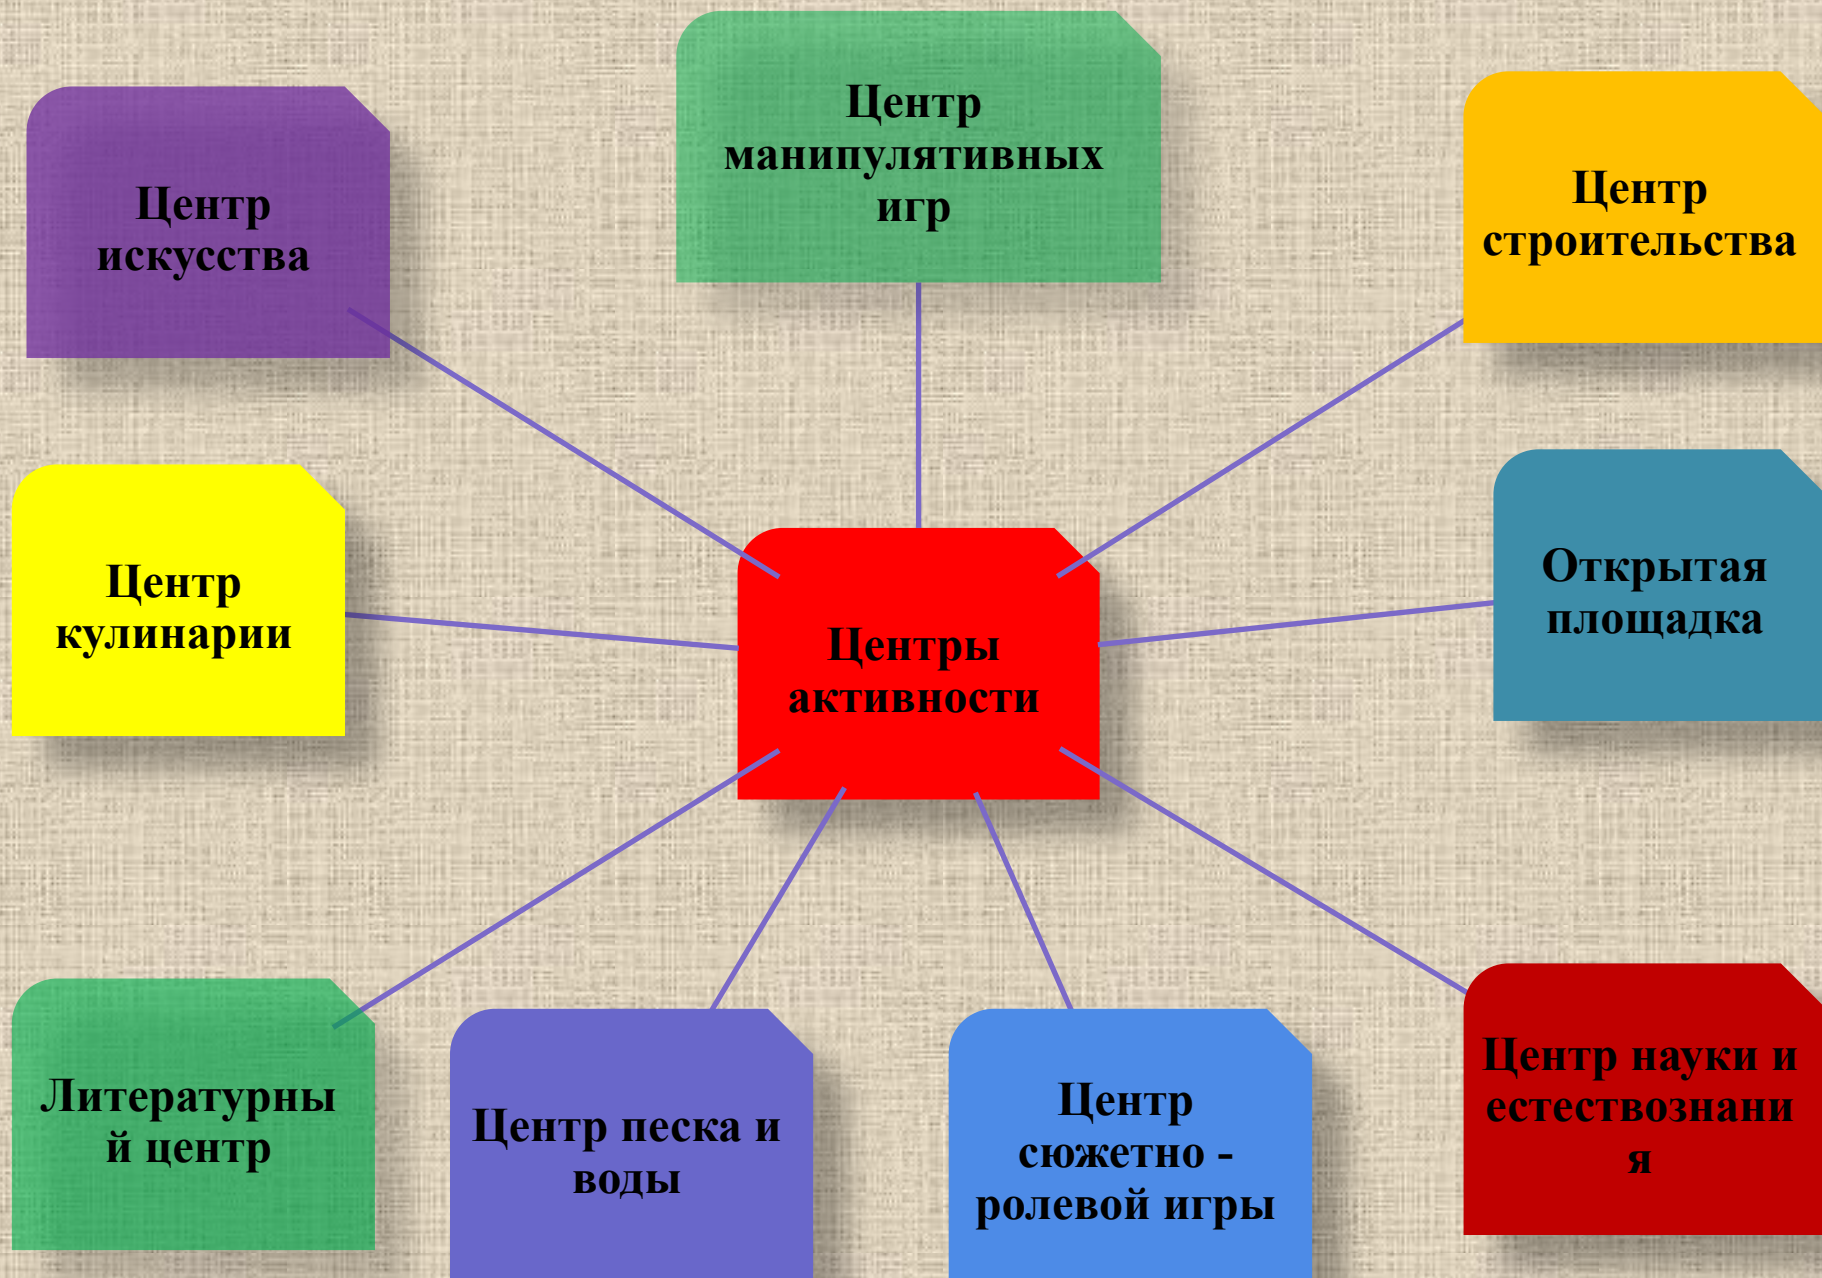 Центр
манипулятивных
игр
Центр
искусства
Центр
строительства
Центр
кулинарии
Открытая
площадка
Центры
активности
Литературны
й центр
Центр песка и
воды
Центр
сюжетно -
ролевой игры
Центр науки и
естествознани
я